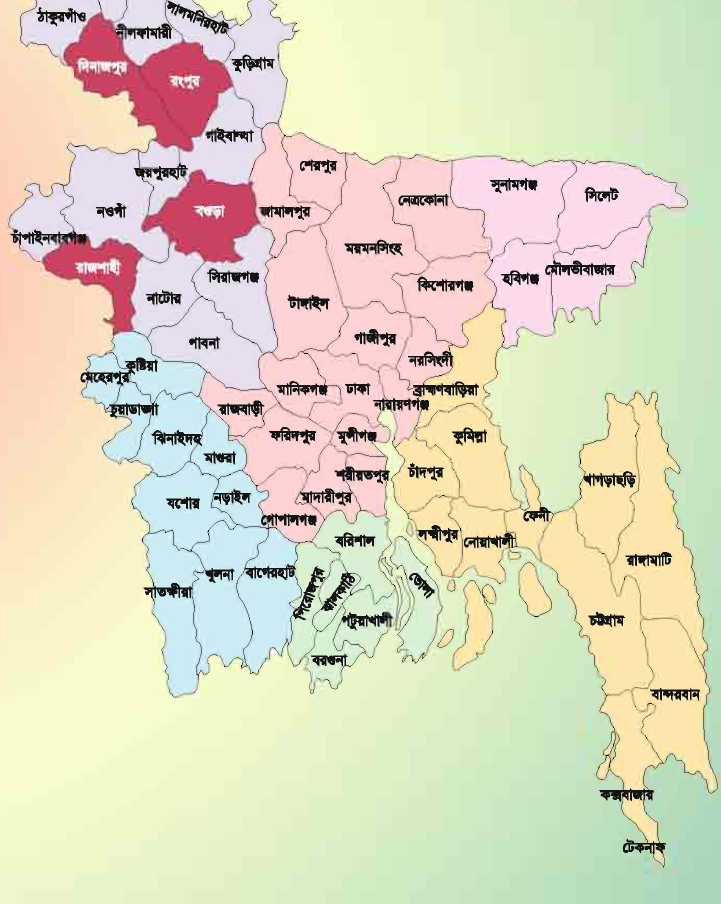 ঠাকুরগাঁও
নীলফামারী
লালমনিরহাট
দিনাজপুর
রংপুর
কুড়িগ্রাম
গাইবান্ধা
জয়পুরহাট
শেরপুর
নওগাঁ
বগুড়া
জামালপুর
নেত্রকোনা
সুনামগঞ্জ
সিলেট
চাঁপাইনবাবগঞ্জ
ময়মনসিংহ
রাজশাহী
সিরাজগঞ্জ
কিশোরগঞ্জ
হবিগঞ্জ
মৌলভীবাজার
নাটোর
টাঙ্গাইল
পাবনা
গাজীপুর
নরসিংদী
কুষ্টিয়া
মেহেরপুর
মানিকগঞ্জ
ঢাকা
ব্রাহ্মণবাড়িয়া
নারায়ণগঞ্জ
চুয়াডাঙ্গা
রাজবাড়ী
ঝিনাইদহ
ফরিদপুর
মুন্সীগঞ্জ
কুমিল্লা
মাগুরা
শরীয়তপুর
চাঁদপুর
খাগড়াছড়ি
যশোর
নড়াইল
মাদারীপুর
গোপালগঞ্জ
ফেনী
বরিশাল
লক্ষ্মীপুর
নোয়াখালী
রাঙ্গামাটি
সাতক্ষীরা
খুলনা
বাগেরহাট
পিরোজপুর
ঝালকাঠি
ভোলা
পটুয়াখালী
চট্টগ্রাম
বরগুনা
বান্দরবান
কক্সবাজার
টেকনাফ